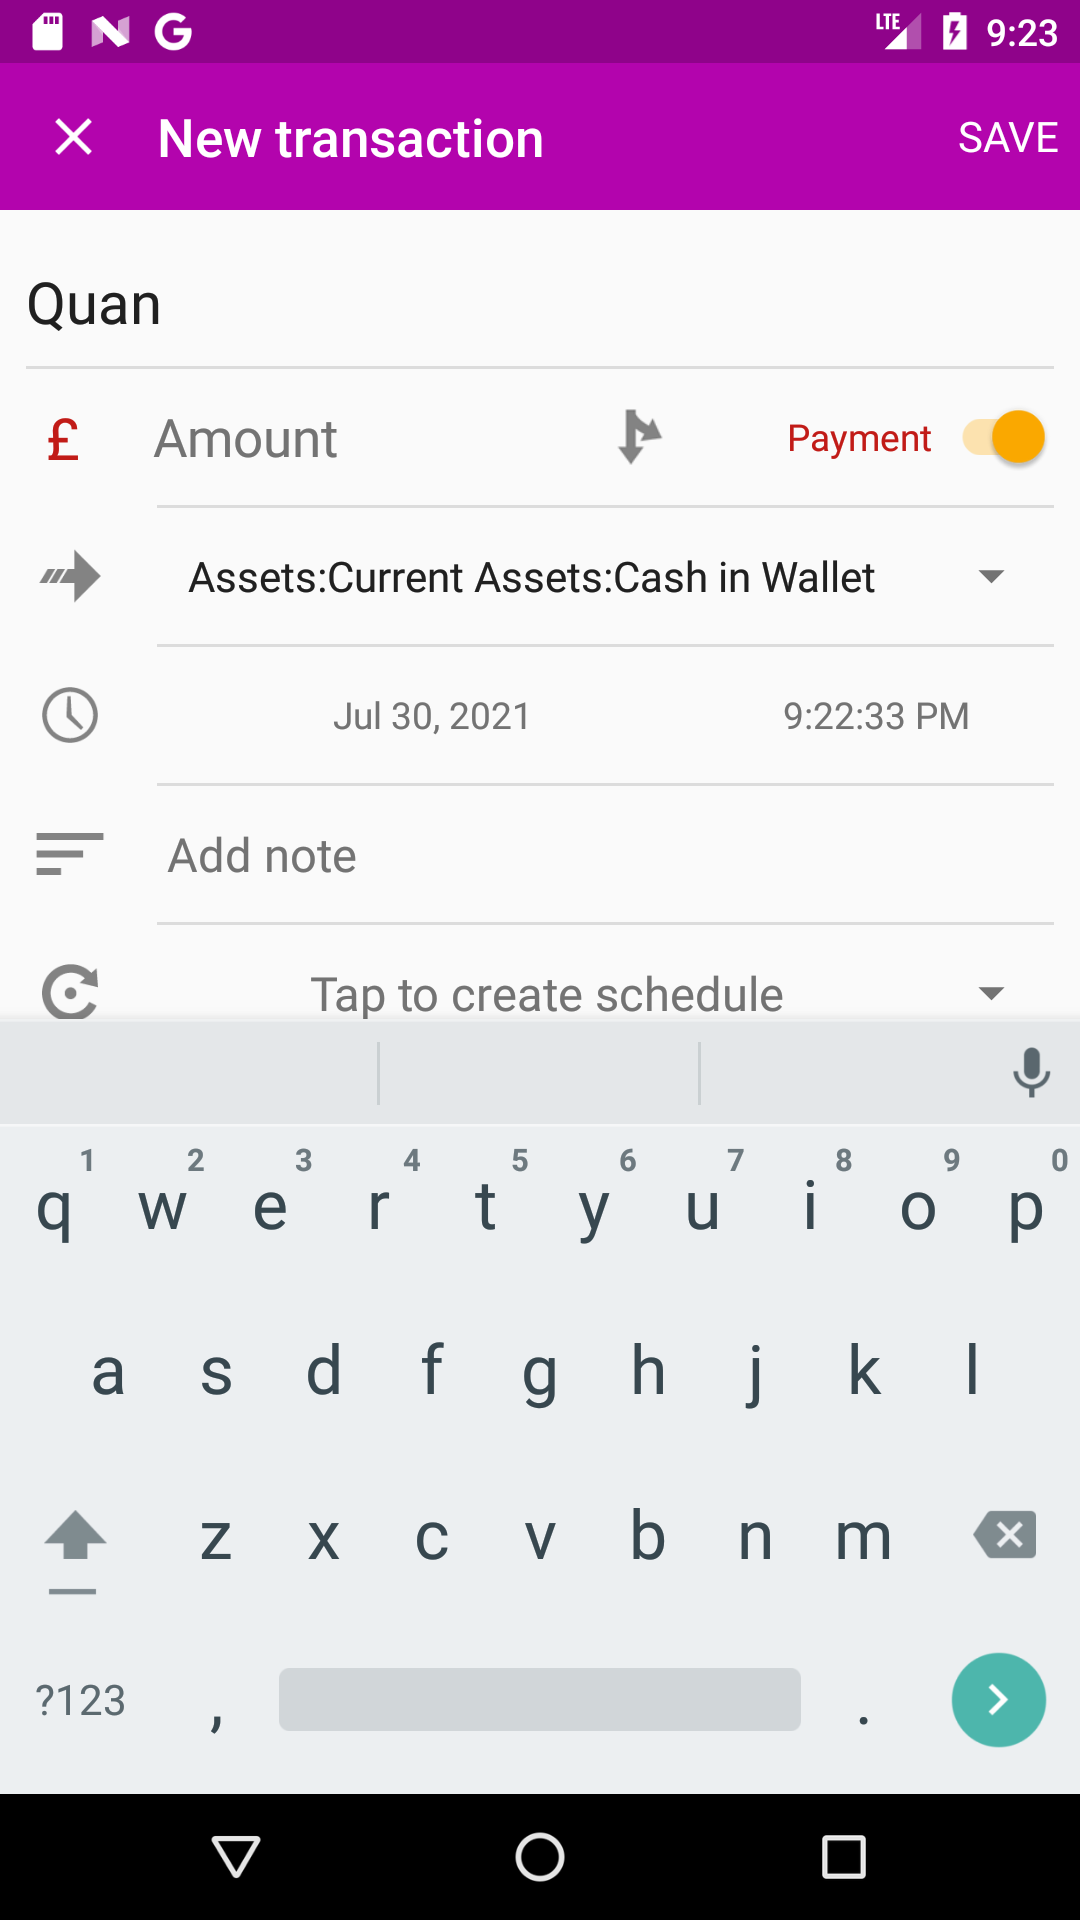 LTE 9:23
New transaction SAVE
Quan
£ Amount Payment
Assets:Current Assets:Cash in Wallet
Jul 30, 2021 9:22:33 PM
Add note
Tap to create schedule
1 2 3 4 5 6 7 8 9 0
q w e r t y u i o p
a s d f g h j k l
z x c v b n m
?123 , .